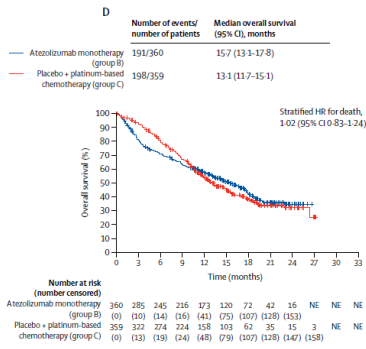 D
Number of events/ Median overall survival
number of patients (95% CI), months
Atezolizumab monotherapy 191/360 15·7 (13·1–17·8)
(group B)
Placebo + platinum-based 198/359 13·1 (11·7–15·1)
chemotherapy (group C)
Stratified HR for death,
1·02 (95% CI 0·83–1·24)
Overall survival (%)
100
90
80
70
60
50
40
30
20
10
0
0 3 6 9 12 15 18 21 24 27 30 33
Time (months)
Number at risk
(number censored)
Atezolizumab monotherapy 360 285 245 216 173 120 72 42 16 NE NE NE
(group B) (0) (10) (14) (16) (41) (75) (107) (128) (153)
Placebo + platinum-based 359 322 274 224 158 103 62 35 15 3 NE NE
chemotherapy (group C) (0) (13) (19) (24) (48) (79) (107) (128) (147) (158)